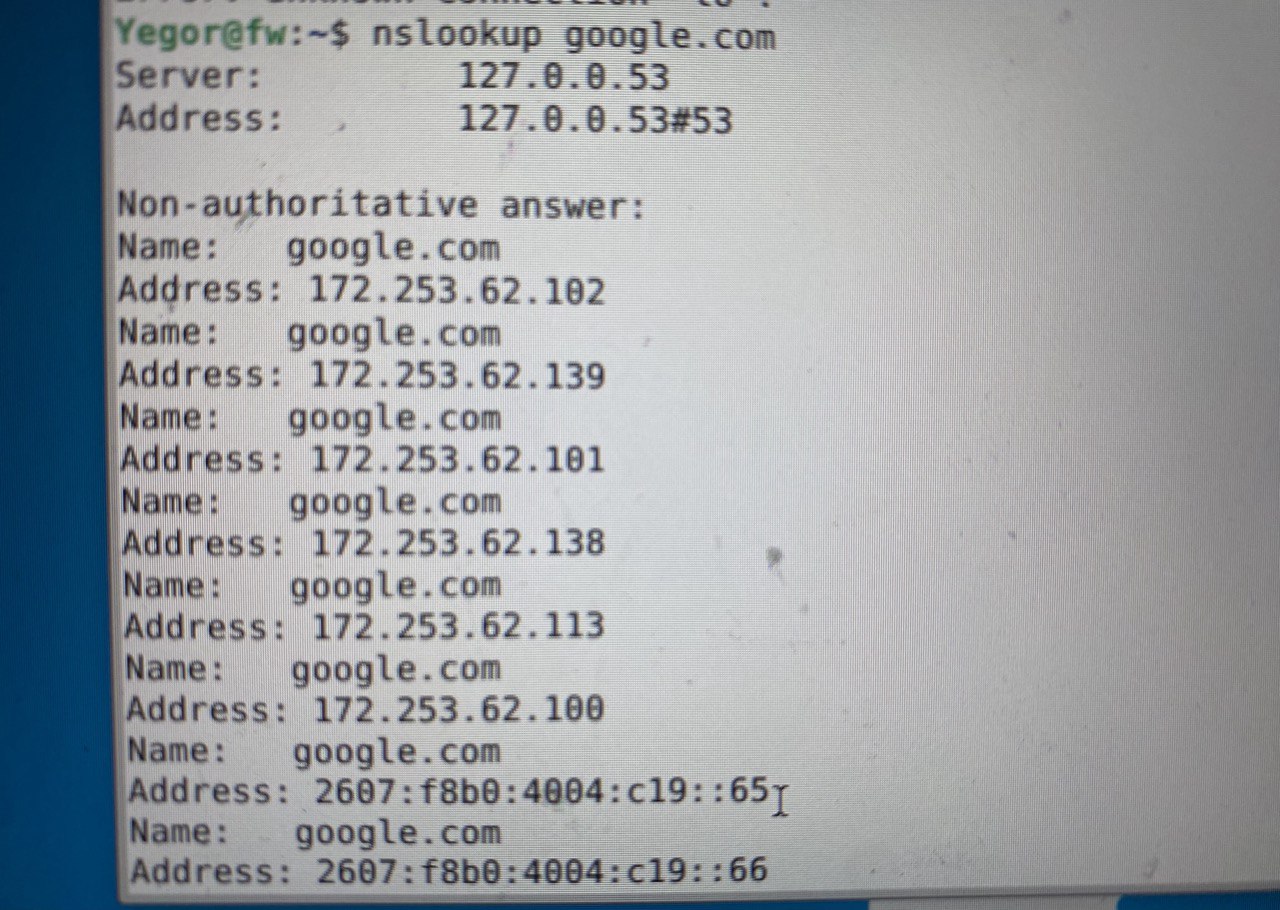 Yegor@fw:~$ nslookup google.com
Server: 127.0.0.53
Address: 127.0.0.53#53
Non-authoritative answer:
Name: google.com
Address: 172.253.62.102
Name: google.com
Address: 172.253.62.139
Name: google.com
Address: 172.253.62.101
Name: google.com
Address: 172.253.62.138
Name: google.com
Address: 172.253.62.113
Name: google.com
Address: 172.253.62.100
Name: google.com
Address: 2607:f8b0:4004:c19::65
Name: google.com
Address: 2607:f8b0:4004:c19::66